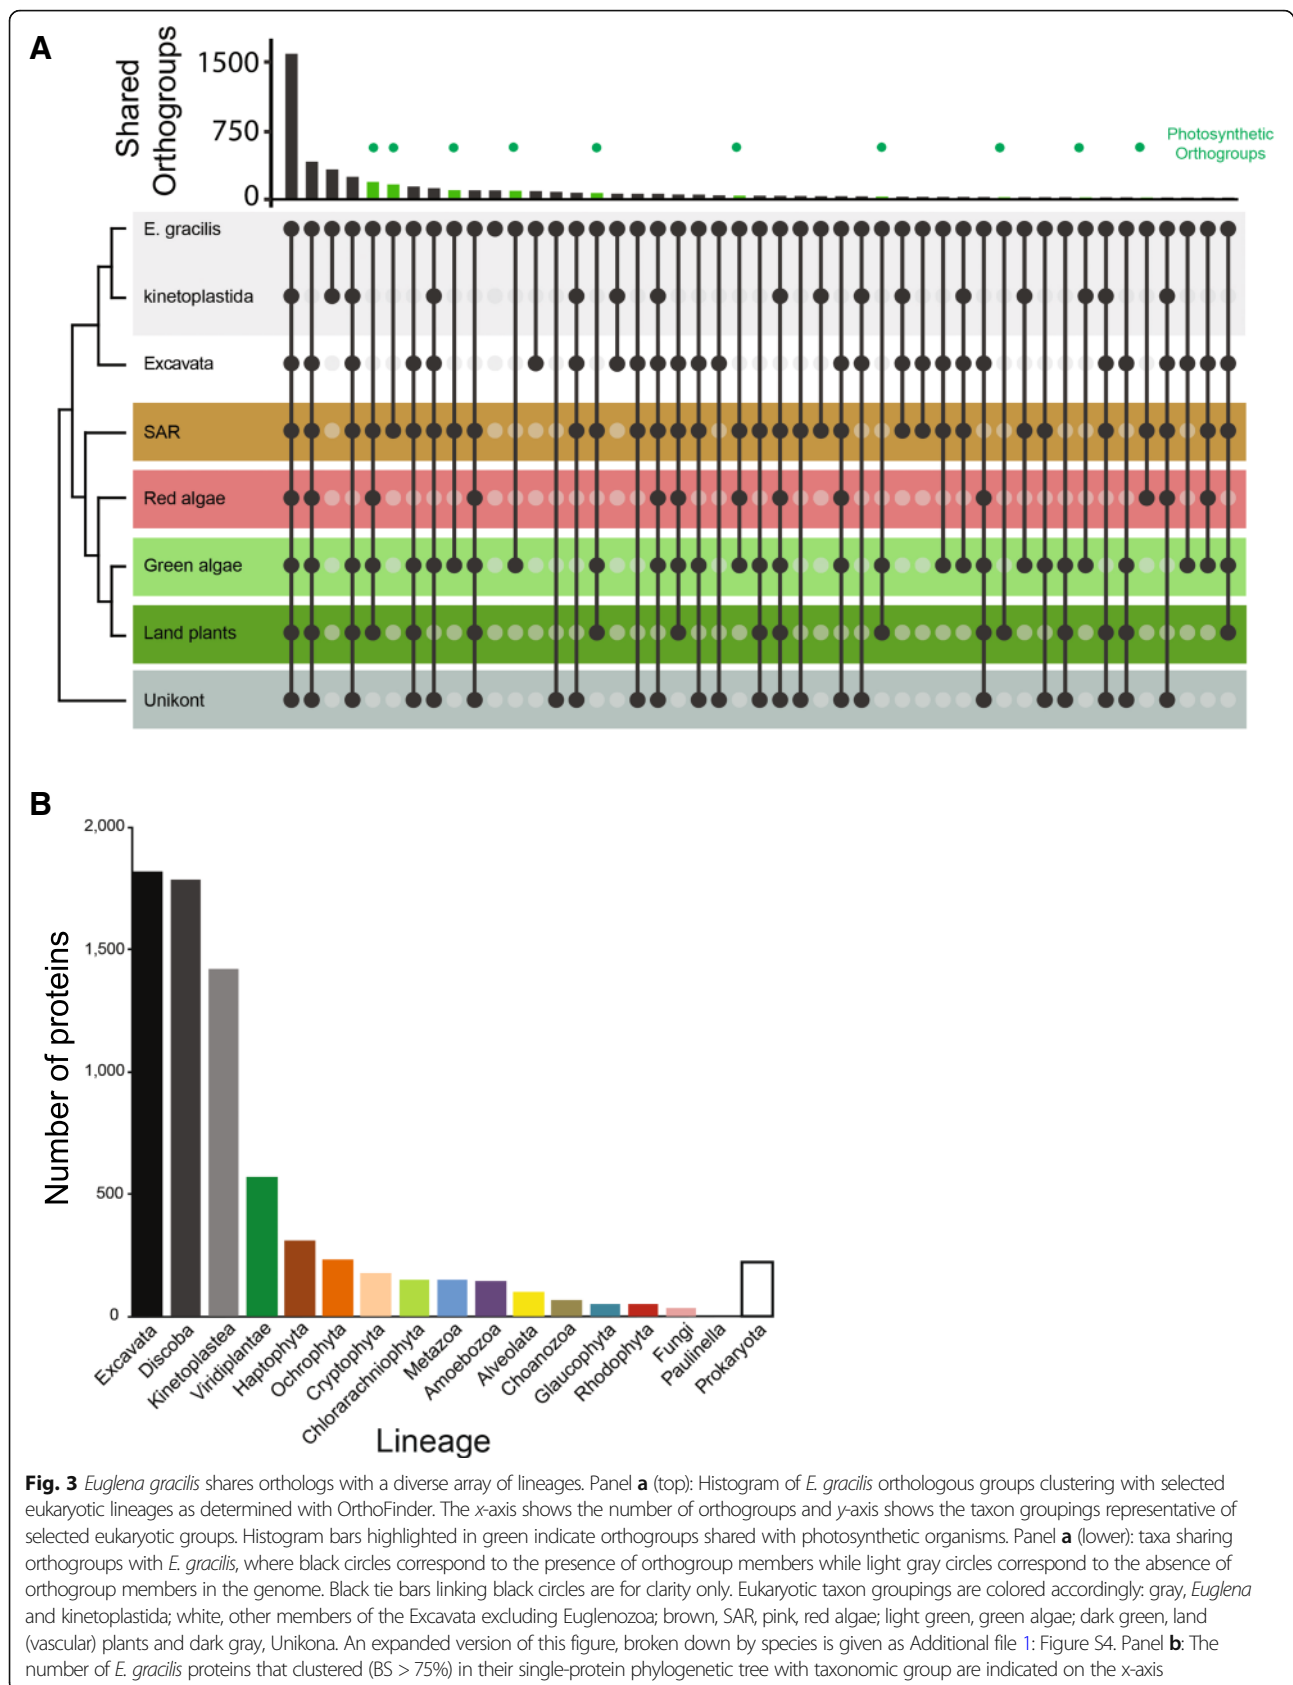 A
Shared
Orthogroups
1500
750
0
Photosynthetic
Orthogroups
E. gracilis
kinetoplastida
Excavata
SAR
Red algae
Green algae
Land plants
Unikont
B
Number of proteins
2,000
1,500
1,000
500
0
Excavata
Discoba
Kinetoplastea
Viridiplantae
Haptophyta
Ochrophyta
Cryptophyta
Chlorarachniophyta
Metazoa
Amoebozoa
Alveolata
Choanozoa
Glaucophyta
Rhodophyta
Fungi
Paulinella
Prokaryota
Lineage
Fig. 3 Euglena gracilis shares orthologs with a diverse array of lineages. Panel a (top): Histogram of E. gracilis orthologous groups clustering with selected
eukaryotic lineages as determined with OrthoFinder. The x-axis shows the number of orthogroups and y-axis shows the taxon groupings representative of
selected eukaryotic groups. Histogram bars highlighted in green indicate orthogroups shared with photosynthetic organisms. Panel a (lower): taxa sharing
orthogroups with E. gracilis, where black circles correspond to the presence of orthogroup members while light gray circles correspond to the absence of
orthogroup members in the genome. Black tie bars linking black circles are for clarity only. Eukaryotic taxon groupings are colored accordingly: gray, Euglena
and kinetoplastida; white, other members of the Excavata excluding Euglenozoa; brown, SAR, pink, red algae; light green, green algae; dark green, land
(vascular) plants and dark gray, Unikona. An expanded version of this figure, broken down by species is given as Additional file 1: Figure S4. Panel b: The
number of E. gracilis proteins that clustered (BS > 75%) in their single-protein phylogenetic tree with taxonomic group are indicated on the x-axis